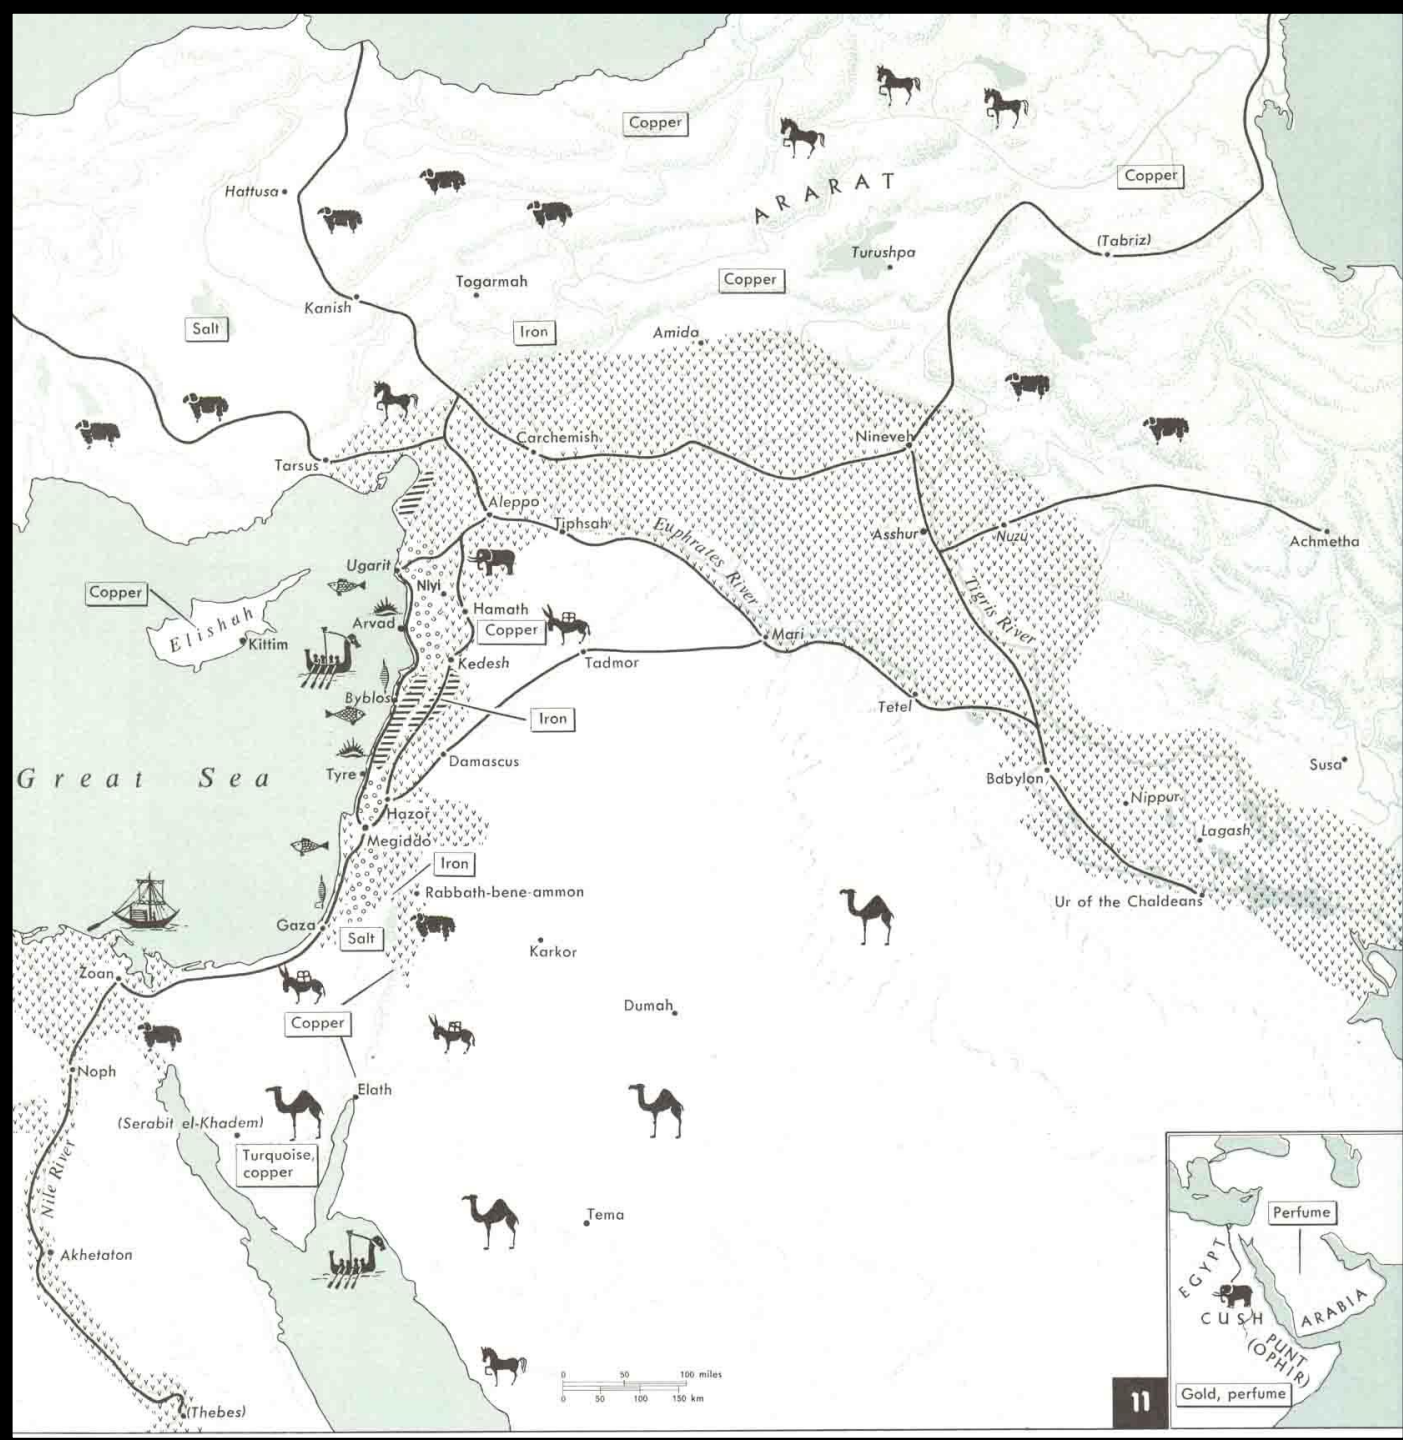 Copper
ARARAT
Copper
Hattusa
(Tabriz)
Turushpa
Togarmah
Copper
Kanish
Salt
Iron
Amida
Carchemish
Nineveh
Tarsus
Aleppo
Tiphsah
Euphrates River
Asshur
Nuzu
Achmetha
Ugarit
Niyi
Tigris River
Copper
Elishah
Kittim
Arvad
Hamath
Copper
Mari
Kedesh
Tadmor
Byblos
Tetel
Iron
Great Sea
Tyre
Damascus
Babylon
Susa
Nippur
Hazor
Megiddo
Lagash
Iron
Rabbath-bene-ammon
Ur of the Chaldeans
Gaza
Salt
Karkor
Zoan
Dumah
Copper
Noph
Elath
(Serabit el-Khadem)
Turquoise,
copper
Nile River
Tema
Akhetaton
(Thebes)
0 50 100 miles
0 50 100 150 km
11
Perfume
EGYPT
CUSH
ARABIA
PUNT
(OPHIR)
Gold, perfume